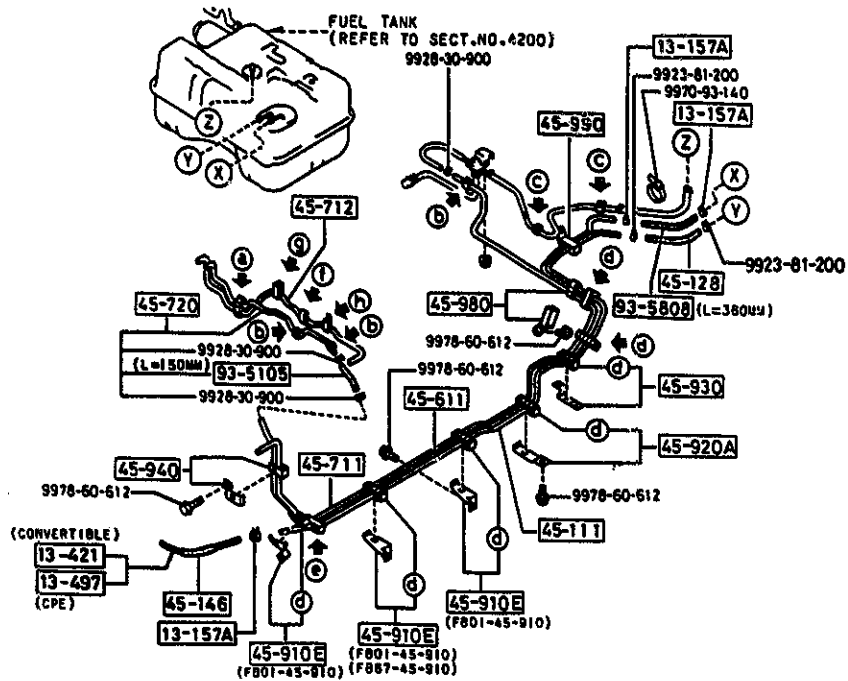 FUEL TANK
(REFER TO SECT.NO.4200)
9928-30-900
13-157A
9923-81-200
9970-93-140
13-157A
45-990
Z
Y
X
c
c
Z
X
Y
b
45-712
g
a
f
h
b
b
d
9923-81-200
45-128
93-5808 (L=360MM)
45-980
45-720
9978-60-612
d
9928-30-900
(L=150MM)
93-5105
9928-30-900
9978-60-612
d
45-930
45-611
d
45-920A
45-940
45-711
9978-60-612
9978-60-612
45-111
(CONVERTIBLE)
13-421
13-497
(CPE)
45-146
13-157A
e
d
d
d
45-910E
(F801-45-910)
45-910E
(F801-45-910)
(F887-45-910)
45-910E
(F801-45-910)